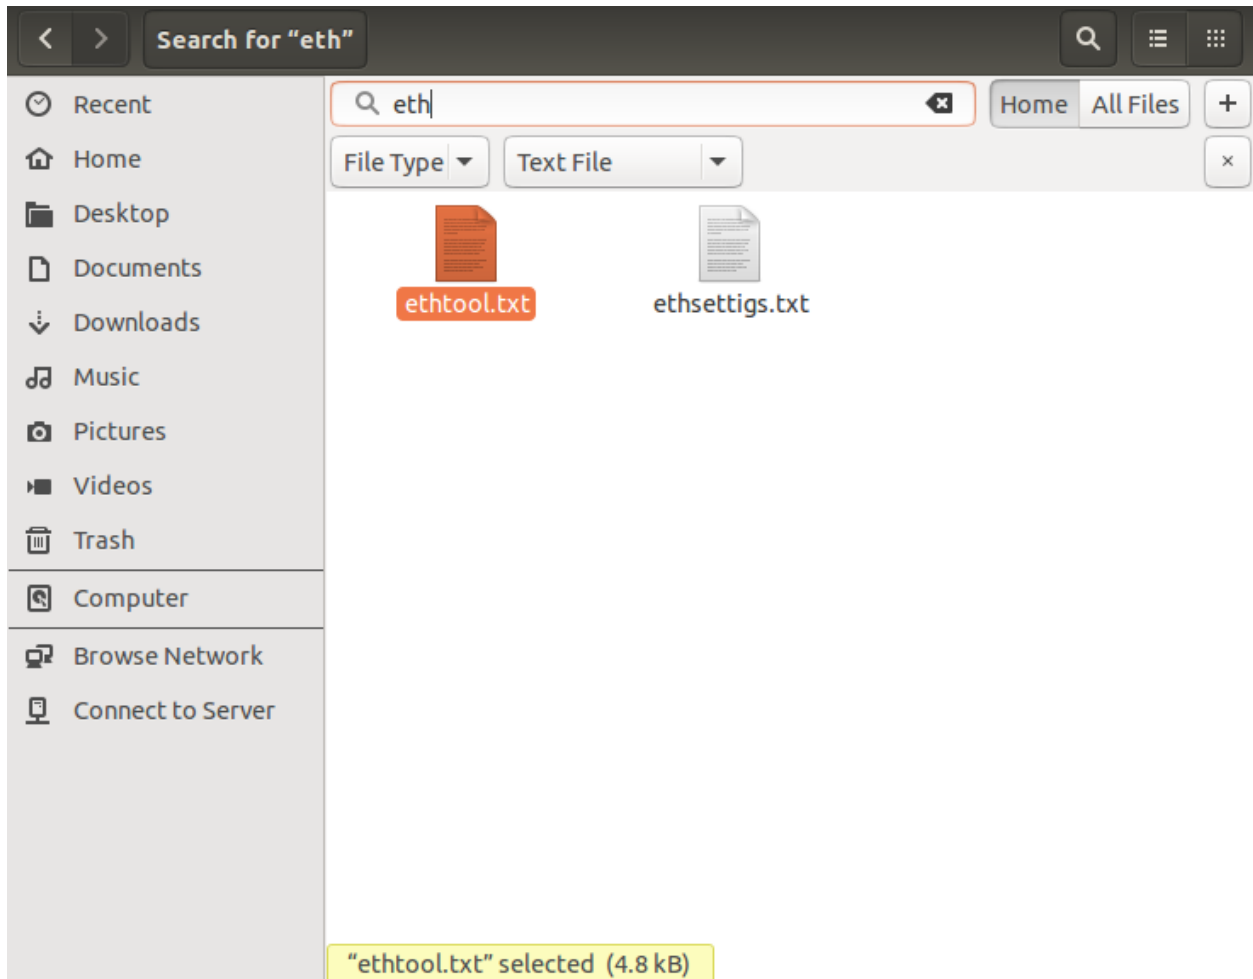 Search for “eth”
Recent
Home
Desktop
Documents
Downloads
Music
Pictures
Videos
Trash
Computer
Browse Network
Connect to Server
eth
Home All Files +
File Type Text File
ethtool.txt ethsettigs.txt
“ethtool.txt” selected (4.8 kB)